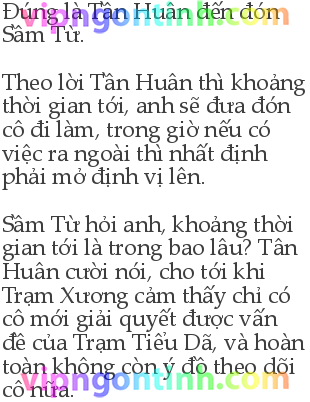 Đúng là Tần Huân đến đón
Sầm Từ.
Theo lời Tần Huân thì khoảng
thời gian tới, anh sẽ đưa đón
cô đi làm, trong giờ nếu có
việc ra ngoài thì nhất định
phải mở định vị lên.
Sầm Từ hỏi anh, khoảng thời
gian tới là trong bao lâu? Tần
Huân cười nói, cho tới khi
Trạm Xương cảm thấy chỉ có
cô mới giải quyết được vấn
đề của Trạm Tiểu Dã, và hoàn
toàn không còn ý đồ theo dõi
cô nữa.
vipngontinh.com
vipngontinh.com